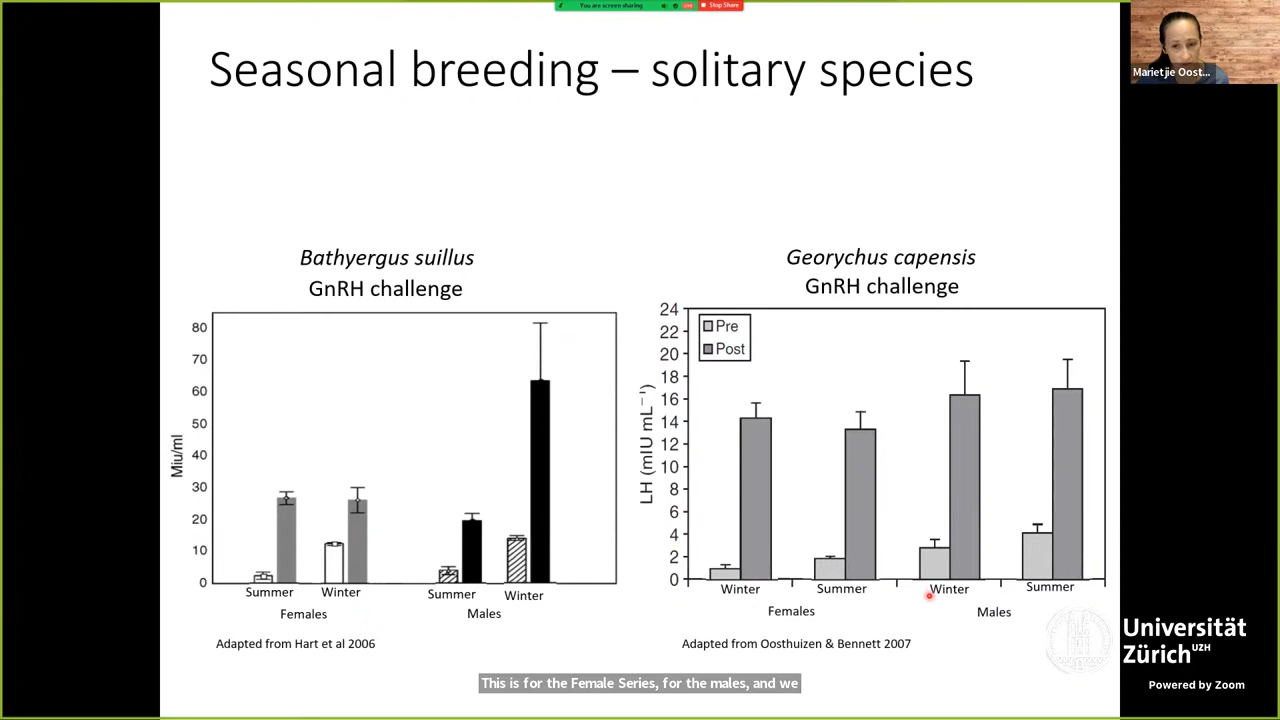 You are screen sharing
Stop Share
Seasonal breeding – solitary species
Marietjie Oost...
Bathyergus suillus
GnRH challenge
Miu/ml
80
70
60
50
40
30
20
10
0
Summer Winter Summer Winter
Females Males
Adapted from Hart et al 2006
Georychus capensis
GnRH challenge
LH (mIU mL⁻¹)
24
22
20
18
16
14
12
10
8
6
4
2
0
Pre
Post
Winter Summer Winter Summer
Females Males
Adapted from Oosthuizen & Bennett 2007
Universität
Zürich UZH
Powered by Zoom
This is for the Female Series, for the males, and we